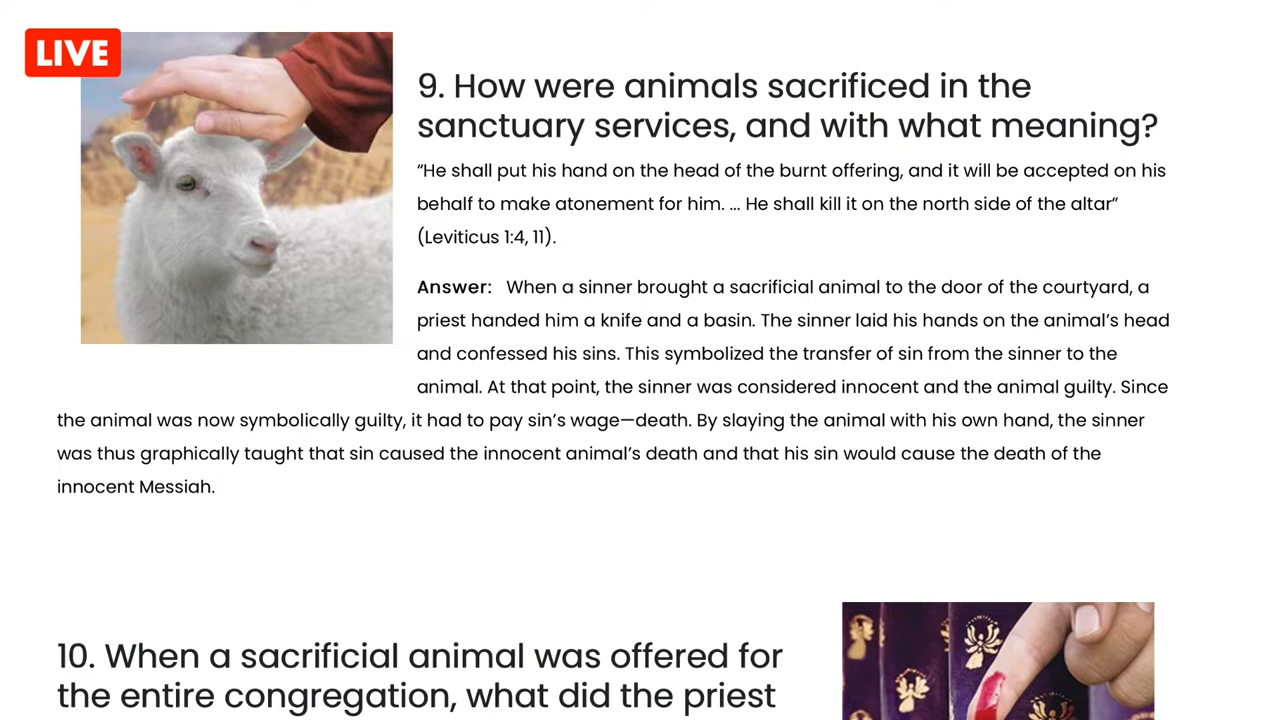 LIVE
9. How were animals sacrificed in the
sanctuary services, and with what meaning?
“He shall put his hand on the head of the burnt offering, and it will be accepted on his
behalf to make atonement for him. ... He shall kill it on the north side of the altar”
(Leviticus 1:4, 11).
Answer: When a sinner brought a sacrificial animal to the door of the courtyard, a
priest handed him a knife and a basin. The sinner laid his hands on the animal’s head
and confessed his sins. This symbolized the transfer of sin from the sinner to the
animal. At that point, the sinner was considered innocent and the animal guilty. Since
the animal was now symbolically guilty, it had to pay sin’s wage—death. By slaying the animal with his own hand, the sinner
was thus graphically taught that sin caused the innocent animal’s death and that his sin would cause the death of the
innocent Messiah.
10. When a sacrificial animal was offered for
the entire congregation, what did the priest